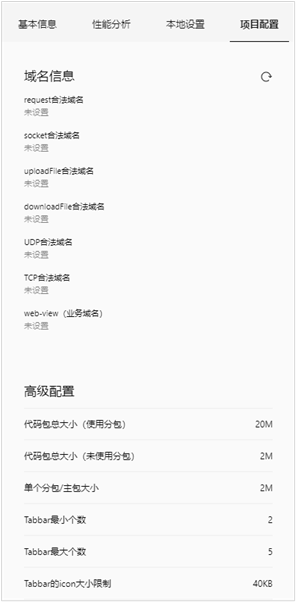 基本信息 性能分析 本地设置 项目配置
域名信息
request合法域名
未设置
socket合法域名
未设置
uploadFile合法域名
未设置
downloadFile合法域名
未设置
UDP合法域名
未设置
TCP合法域名
未设置
web-view（业务域名）
未设置
高级配置
代码包总大小（使用分包） 20M
代码包总大小（未使用分包） 2M
单个分包/主包大小 2M
Tabbar最小个数 2
Tabbar最大个数 5
Tabbar的icon大小限制 40KB